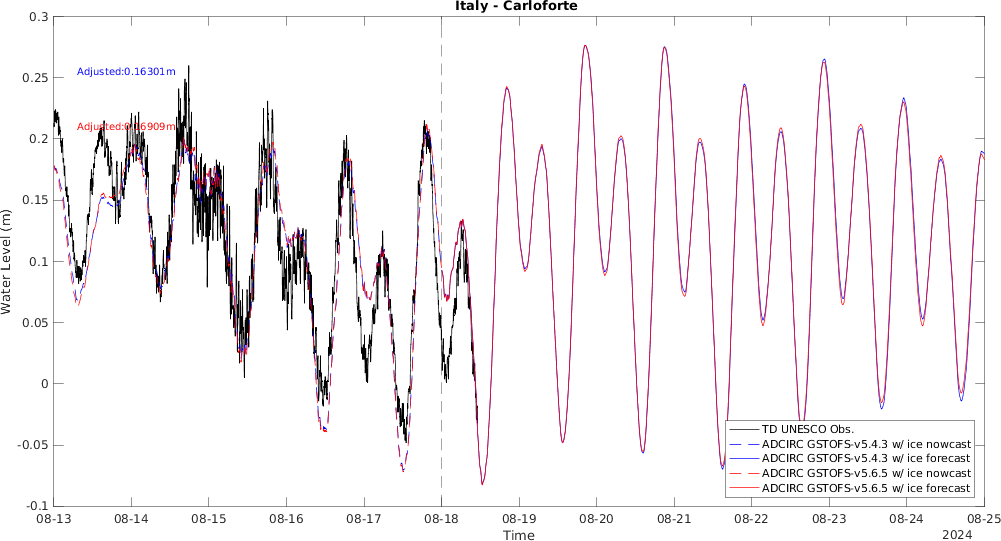 Italy - Carloforte
0.3
0.25
0.2
0.15
0.1
0.05
0
-0.05
-0.1
Water Level (m)
Adjusted:0.16301m
Adjusted:0.16909m
TD UNESCO Obs.
ADCIRC GSTOFS-v5.4.3 w/ ice nowcast
ADCIRC GSTOFS-v5.4.3 w/ ice forecast
ADCIRC GSTOFS-v5.6.5 w/ ice nowcast
ADCIRC GSTOFS-v5.6.5 w/ ice forecast
08-13 08-14 08-15 08-16 08-17 08-18 08-19 08-20 08-21 08-22 08-23 08-24 08-25
Time
2024